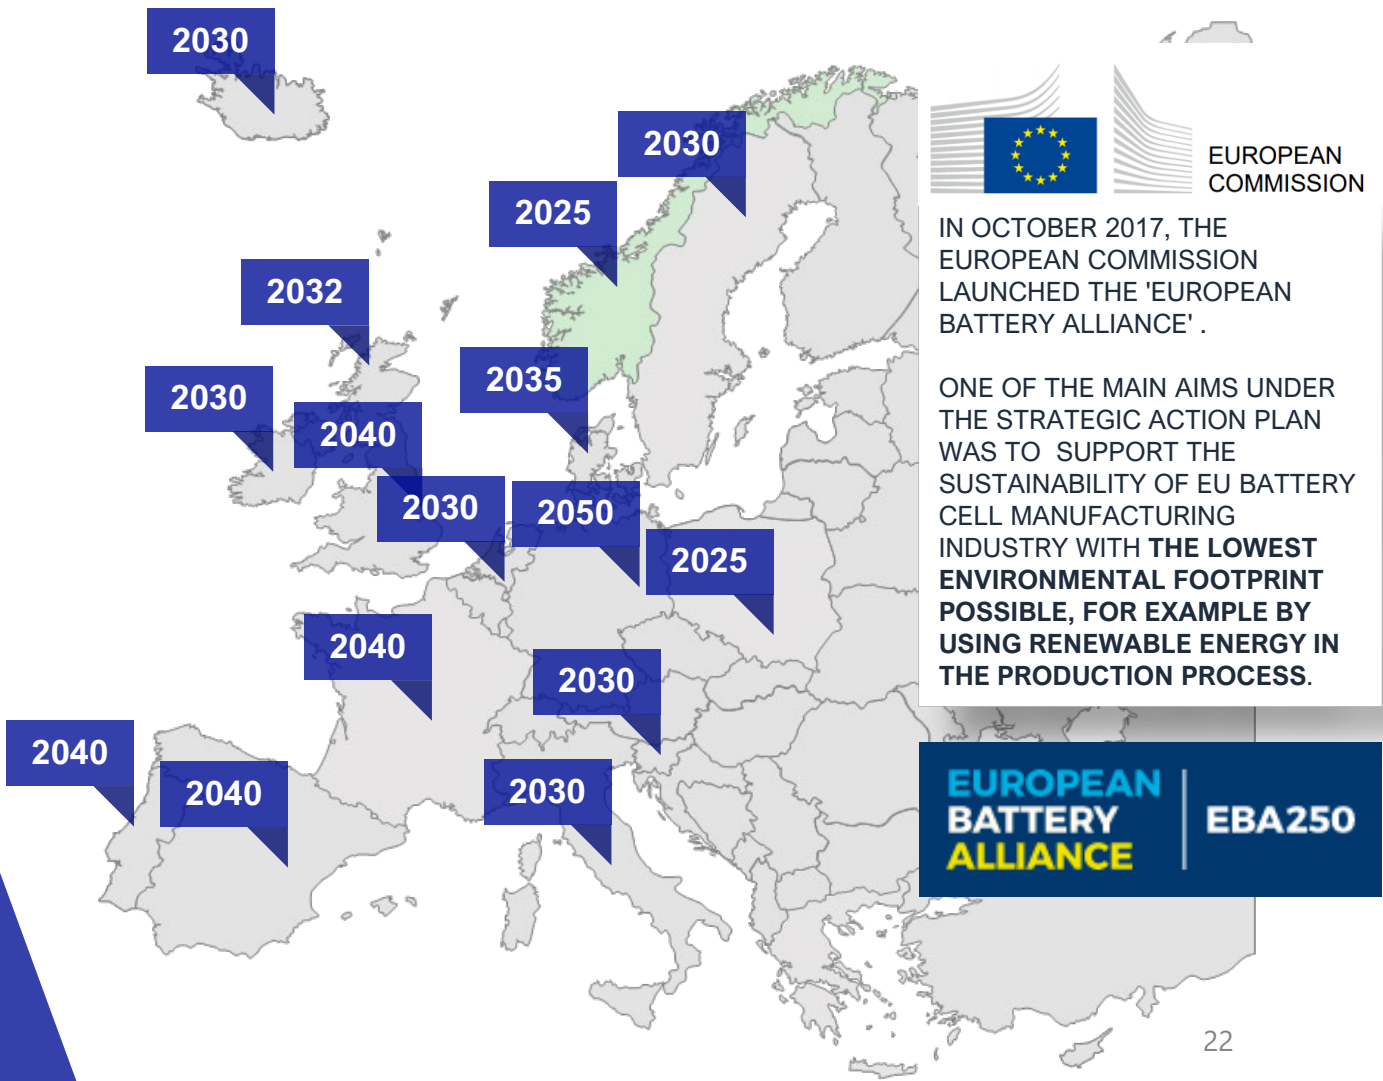 2030
2030
2025
2032
2035
2030
2040
2030
2050
2025
2040
2030
2040
2040
2030
EUROPEAN
COMMISSION
IN OCTOBER 2017, THE
EUROPEAN COMMISSION
LAUNCHED THE 'EUROPEAN
BATTERY ALLIANCE' .
ONE OF THE MAIN AIMS UNDER
THE STRATEGIC ACTION PLAN
WAS TO  SUPPORT THE
SUSTAINABILITY OF EU BATTERY
CELL MANUFACTURING
INDUSTRY WITH THE LOWEST
ENVIRONMENTAL FOOTPRINT
POSSIBLE, FOR EXAMPLE BY
USING RENEWABLE ENERGY IN
THE PRODUCTION PROCESS.
EUROPEAN
BATTERY
ALLIANCE
EBA250
22